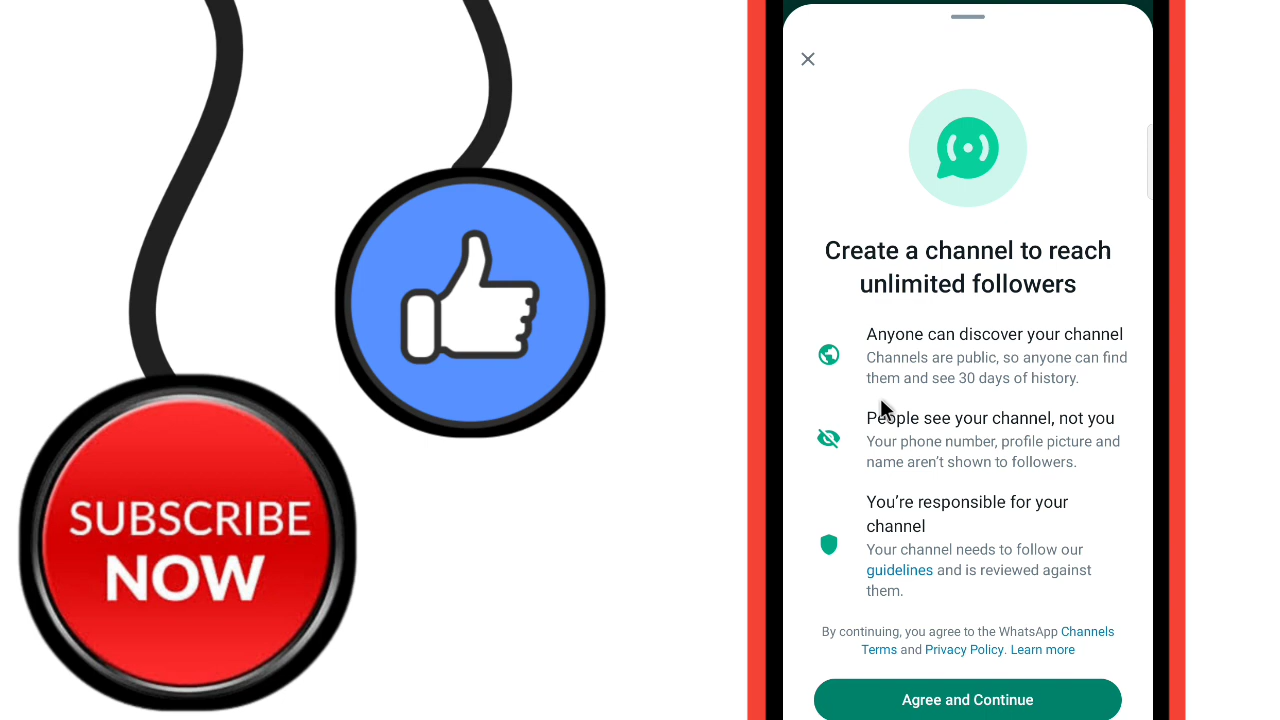 SUBSCRIBE
NOW
Create a channel to reach
unlimited followers
Anyone can discover your channel
Channels are public, so anyone can find
them and see 30 days of history.
People see your channel, not you
Your phone number, profile picture and
name aren’t shown to followers.
You’re responsible for your
channel
Your channel needs to follow our
guidelines and is reviewed against
them.
By continuing, you agree to the WhatsApp Channels
Terms and Privacy Policy. Learn more
Agree and Continue